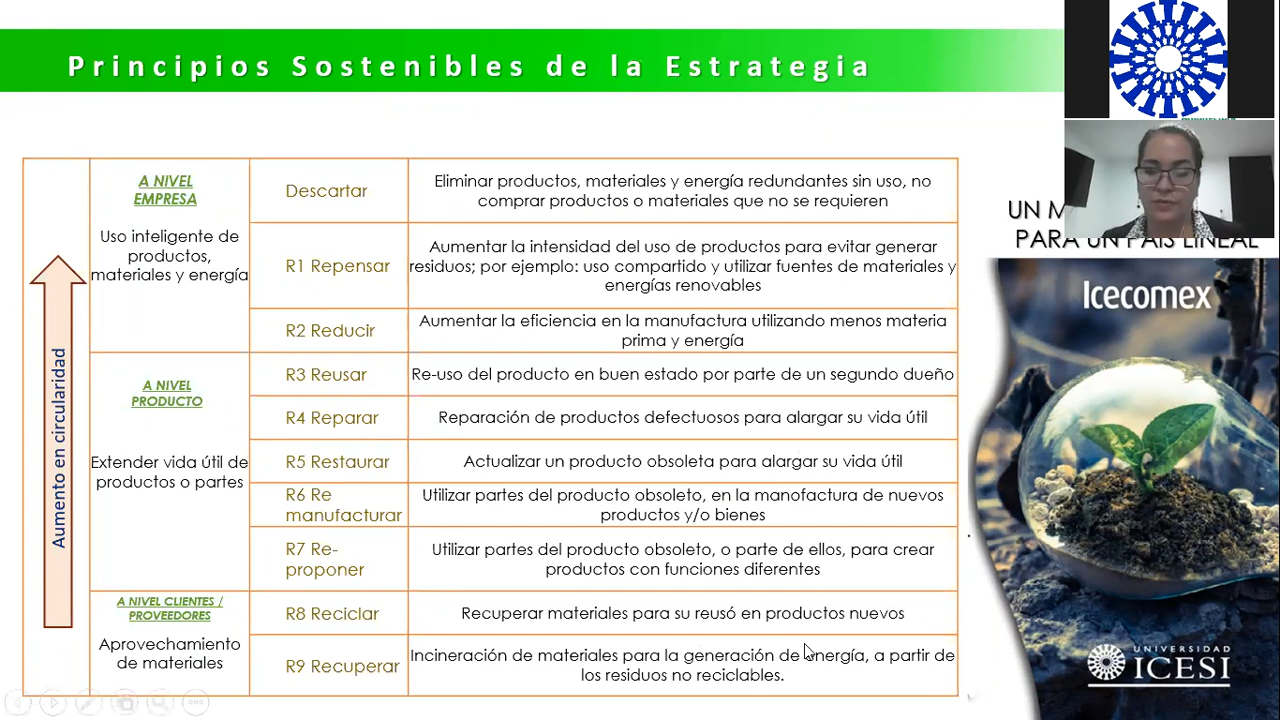 Principios Sostenibles de la Estrategia
A NIVEL
EMPRESA
Uso inteligente de
productos,
materiales y energía
Descartar
Eliminar productos, materiales y energía redundantes sin uso, no
comprar productos o materiales que no se requieren
R1 Repensar
Aumentar la intensidad del uso de productos para evitar generar
residuos; por ejemplo: uso compartido y utilizar fuentes de materiales y
energías renovables
R2 Reducir
Aumentar la eficiencia en la manufactura utilizando menos materia
prima y energía
A NIVEL
PRODUCTO
Extender vida útil de
productos o partes
R3 Reusar
Re-uso del producto en buen estado por parte de un segundo dueño
R4 Reparar
Reparación de productos defectuosos para alargar su vida útil
R5 Restaurar
Actualizar un producto obsoleta para alargar su vida útil
R6 Re
manufacturar
Utilizar partes del producto obsoleto, en la manofactura de nuevos
productos y/o bienes
R7 Re-
proponer
Utilizar partes del producto obsoleto, o parte de ellos, para crear
productos con funciones diferentes
A NIVEL CLIENTES /
PROVEEDORES
Aprovechamiento
de materiales
R8 Reciclar
Recuperar materiales para su reusó en productos nuevos
R9 Recuperar
Incineración de materiales para la generación de energía, a partir de
los residuos no reciclables.
Aumento en circularidad
UN
PARA UN PAÍS LINEAL
Icecomex
UNIVERSIDAD
ICESI